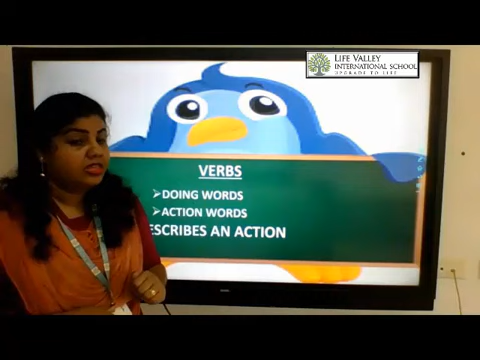 LIFE VALLEY
INTERNATIONAL SCHOOL
UPGRADE TO LIFE
VERBS
➢DOING WORDS
➢ACTION WORDS
ESCRIBES AN ACTION